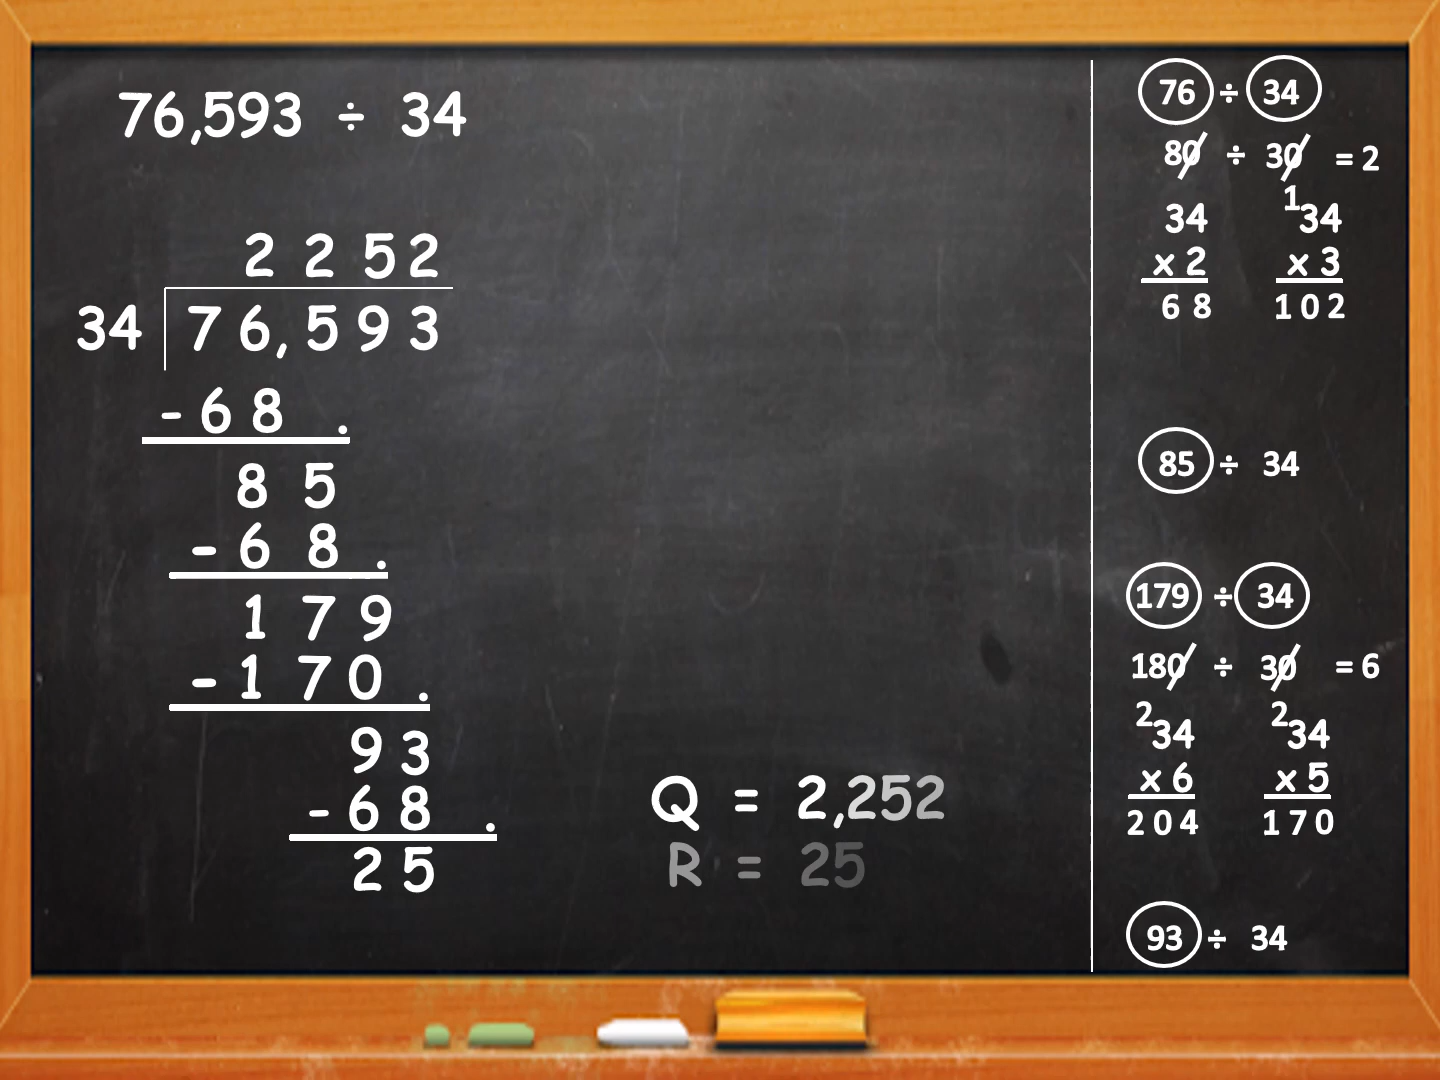 76,593 ÷ 34
2 2 5 2
34 7 6, 5 9 3
- 6 8 .
8 5
- 6 8 .
1 7 9
- 1 7 0 .
9 3
- 6 8 .
2 5
Q = 2,252
R = 25
76 ÷ 34
80 ÷ 30 = 2
34
x 2
6 8
1
34
x 3
1 0 2
85 ÷ 34
179 ÷ 34
180 ÷ 30 = 6
2
34
x 6
2 0 4
2
34
x 5
1 7 0
93 ÷ 34